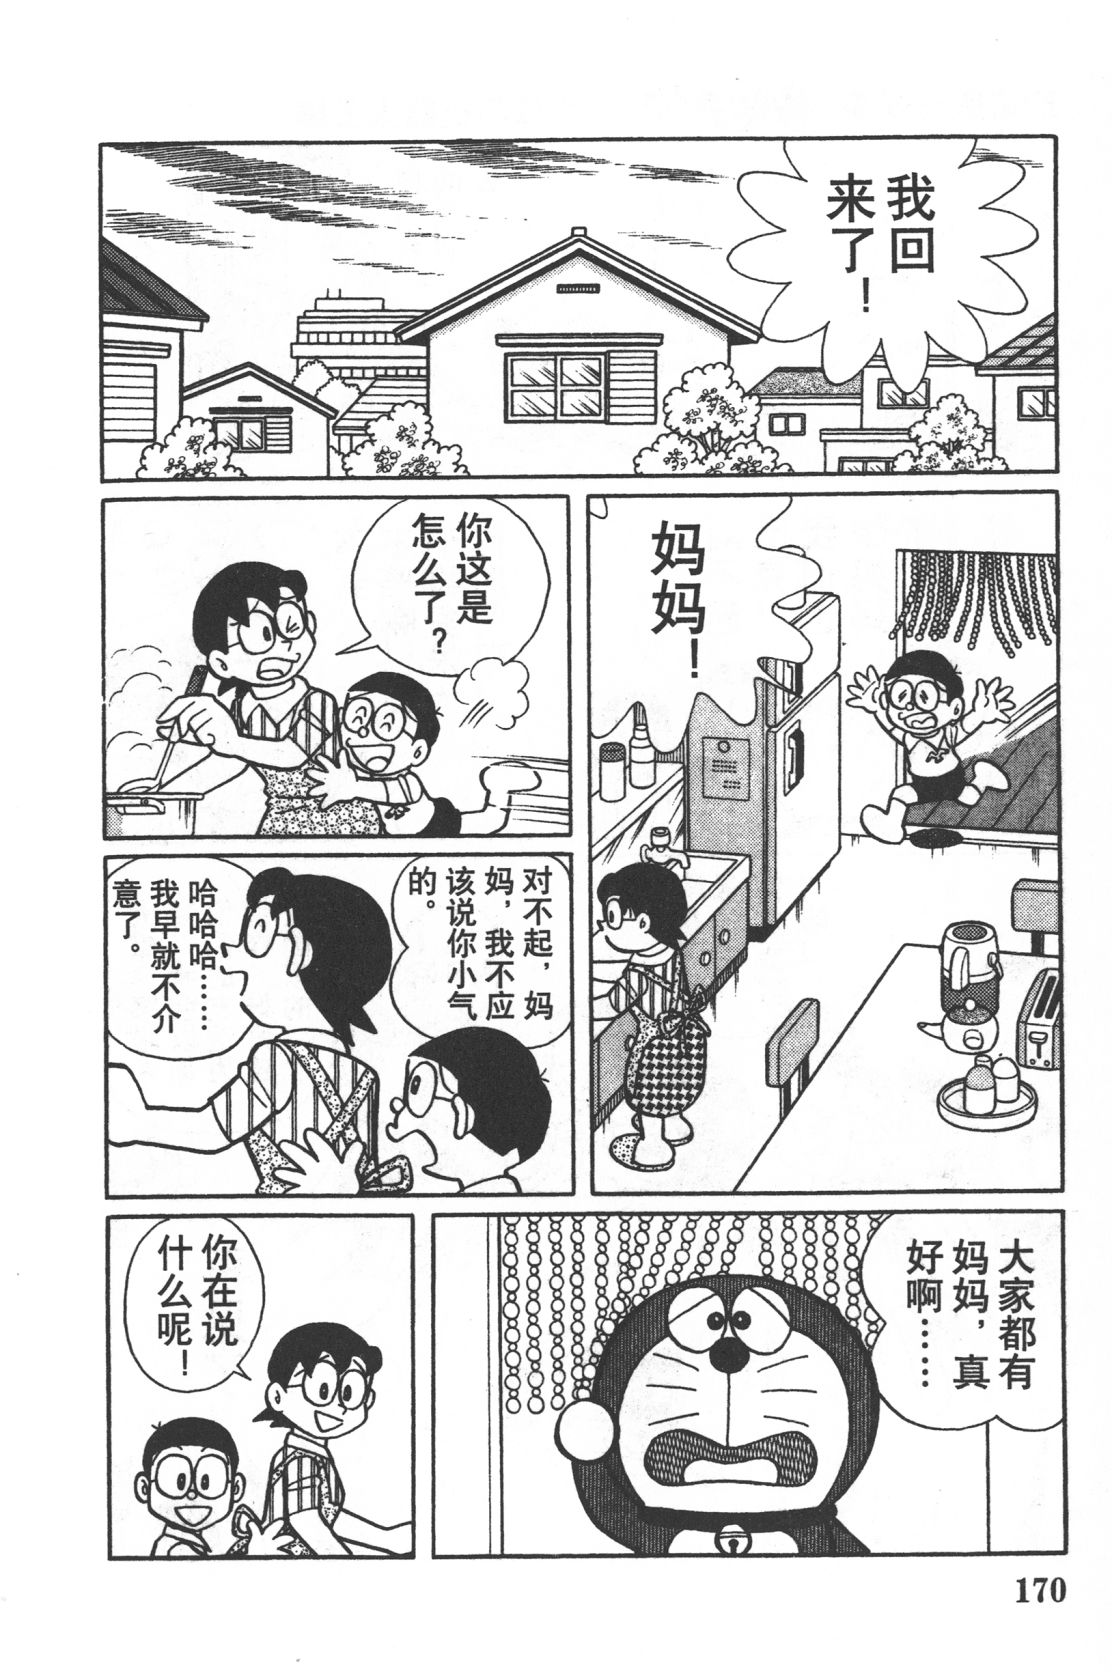 我回
来了！
妈妈！
你这是
怎么了？
对不起，妈
妈，我不应
该说你小气
的。
哈哈哈……
我早就不介
意了。
大家都有
妈妈，真
好啊……
你在说
什么呢！
170